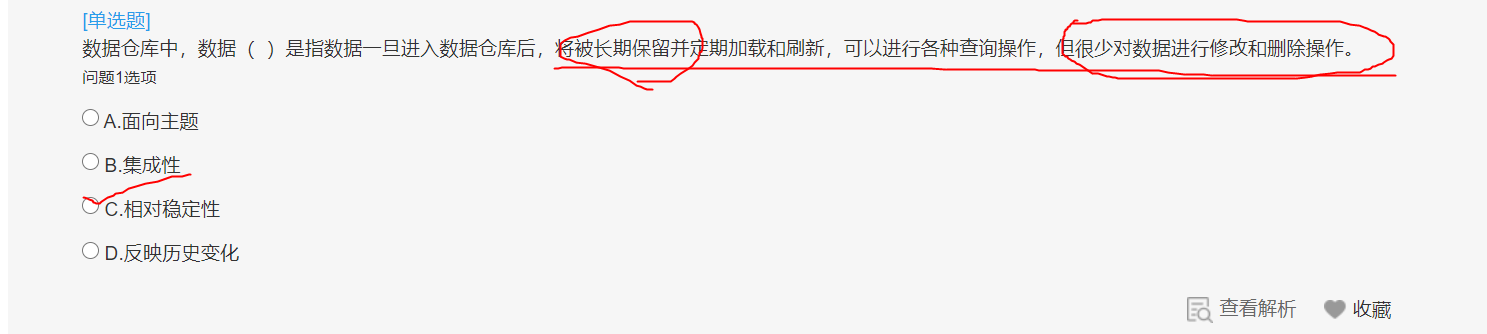 [单选题]
数据仓库中，数据（  ）是指数据一旦进入数据仓库后，将被长期保留并定期加载和刷新，可以进行各种查询操作，但很少对数据进行修改和删除操作。
问题1选项
A.面向主题
B.集成性
C.相对稳定性
D.反映历史变化
查看解析 收藏